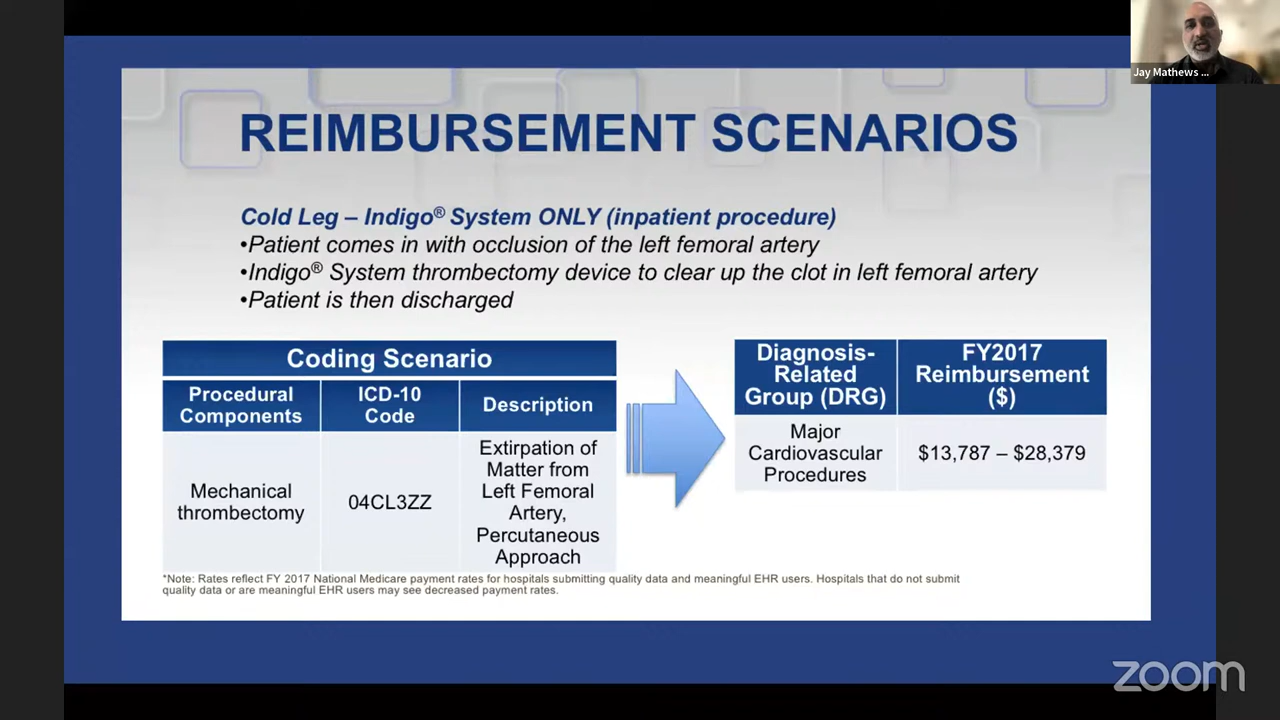 Jay Mathews ...
REIMBURSEMENT SCENARIOS
Cold Leg – Indigo® System ONLY (inpatient procedure)
•Patient comes in with occlusion of the left femoral artery
•Indigo® System thrombectomy device to clear up the clot in left femoral artery
•Patient is then discharged
Coding Scenario
Procedural
Components
ICD-10
Code
Description
Mechanical
thrombectomy
04CL3ZZ
Extirpation of
Matter from
Left Femoral
Artery,
Percutaneous
Approach
Diagnosis-
Related
Group (DRG)
FY2017
Reimbursement
($)
Major
Cardiovascular
Procedures
$13,787 – $28,379
*Note: Rates reflect FY 2017 National Medicare payment rates for hospitals submitting quality data and meaningful EHR users. Hospitals that do not submit
quality data or are meaningful EHR users may see decreased payment rates.
zoom